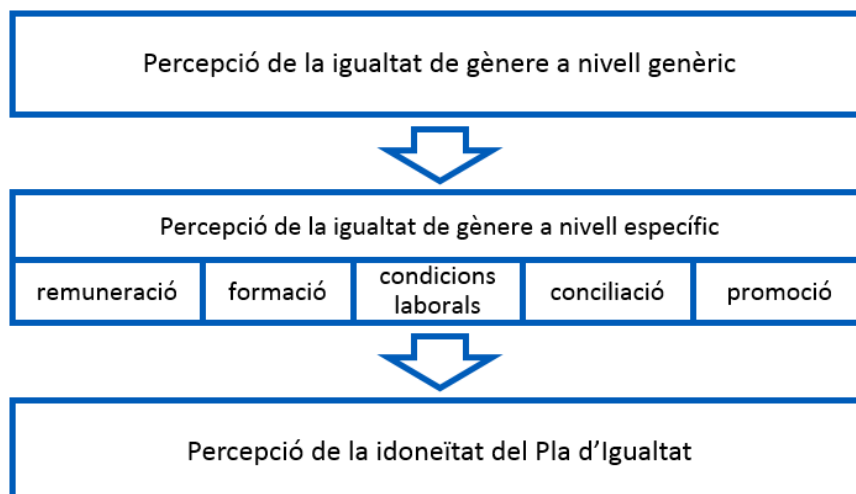 Percepció de la igualtat de gènere a nivell genèric
Percepció de la igualtat de gènere a nivell específic
remuneració
formació
condicions
laborals
conciliació
promoció
Percepció de la idoneïtat del Pla d’Igualtat